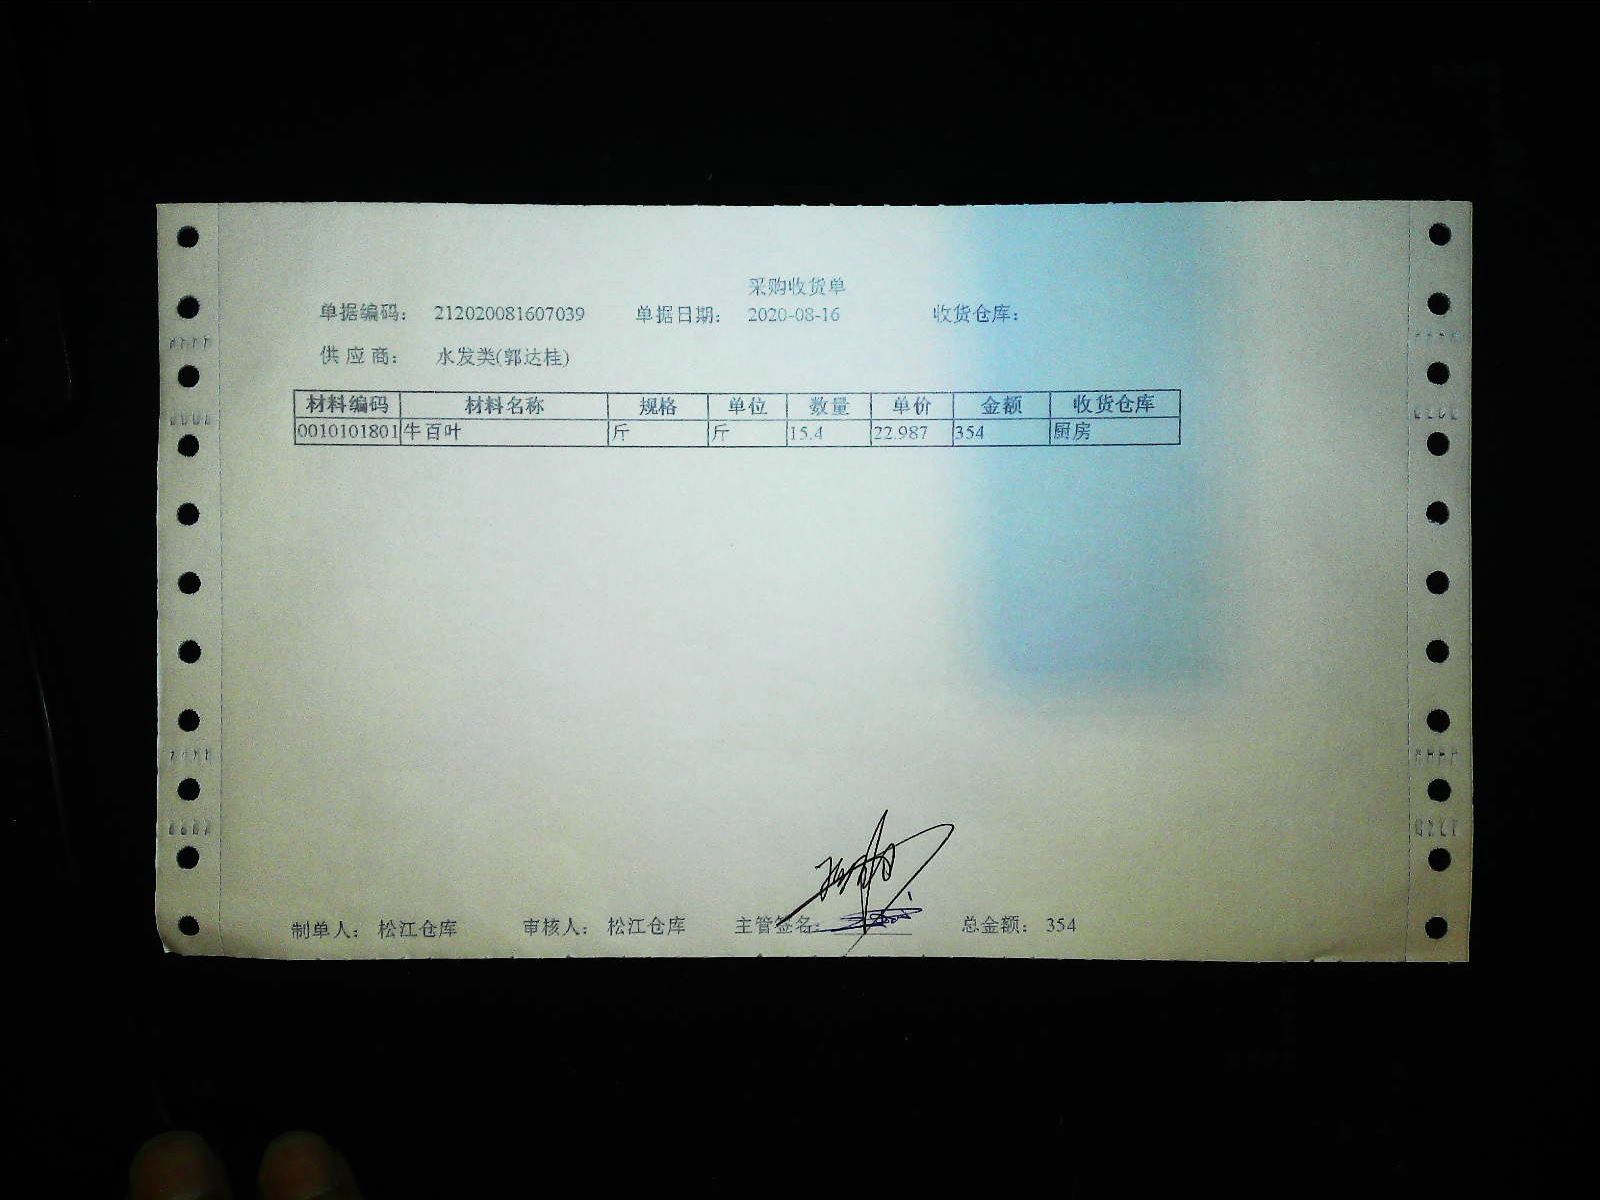 采购收货单
单据编码： 212020081607039 单据日期： 2020-08-16 收货仓库：
供 应 商： 水发类(郭达桂)
材料编码 材料名称 规格 单位 数量 单价 金额 收货仓库
0010101801 牛百叶 斤 斤 15.4 22.987 354 厨房
制单人： 松江仓库 审核人： 松江仓库 主管签名： 总金额： 354